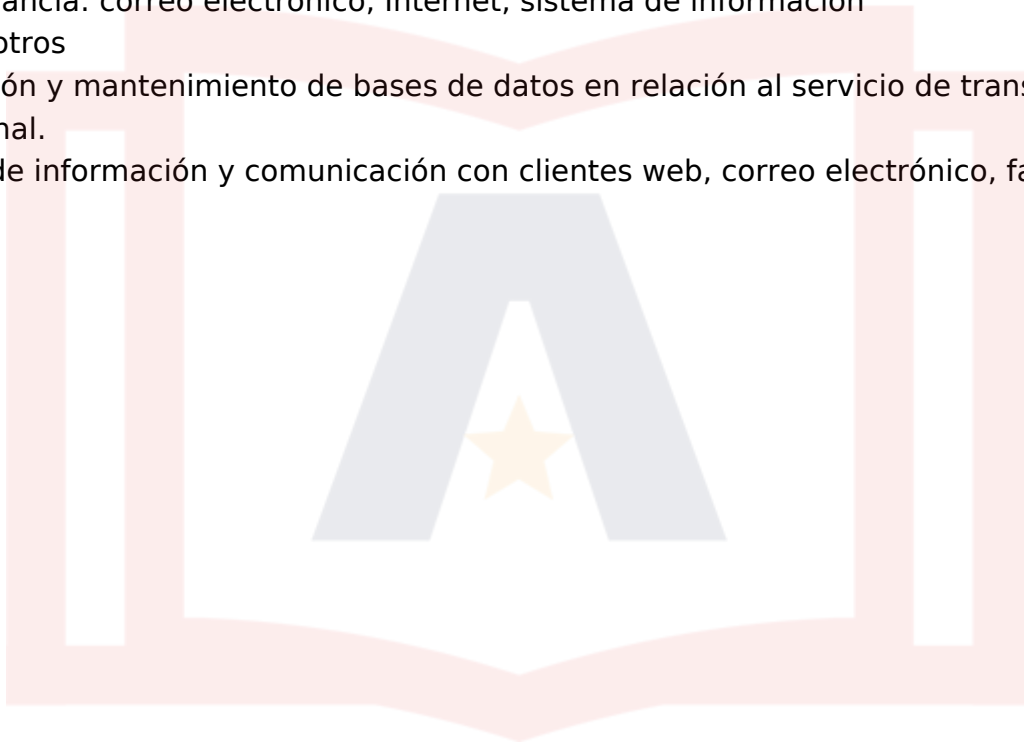 ancia: correo electrónico, internet, sistema de información
otros
ón y mantenimiento de bases de datos en relación al servicio de trans
nal.
de información y comunicación con clientes web, correo electrónico, fa